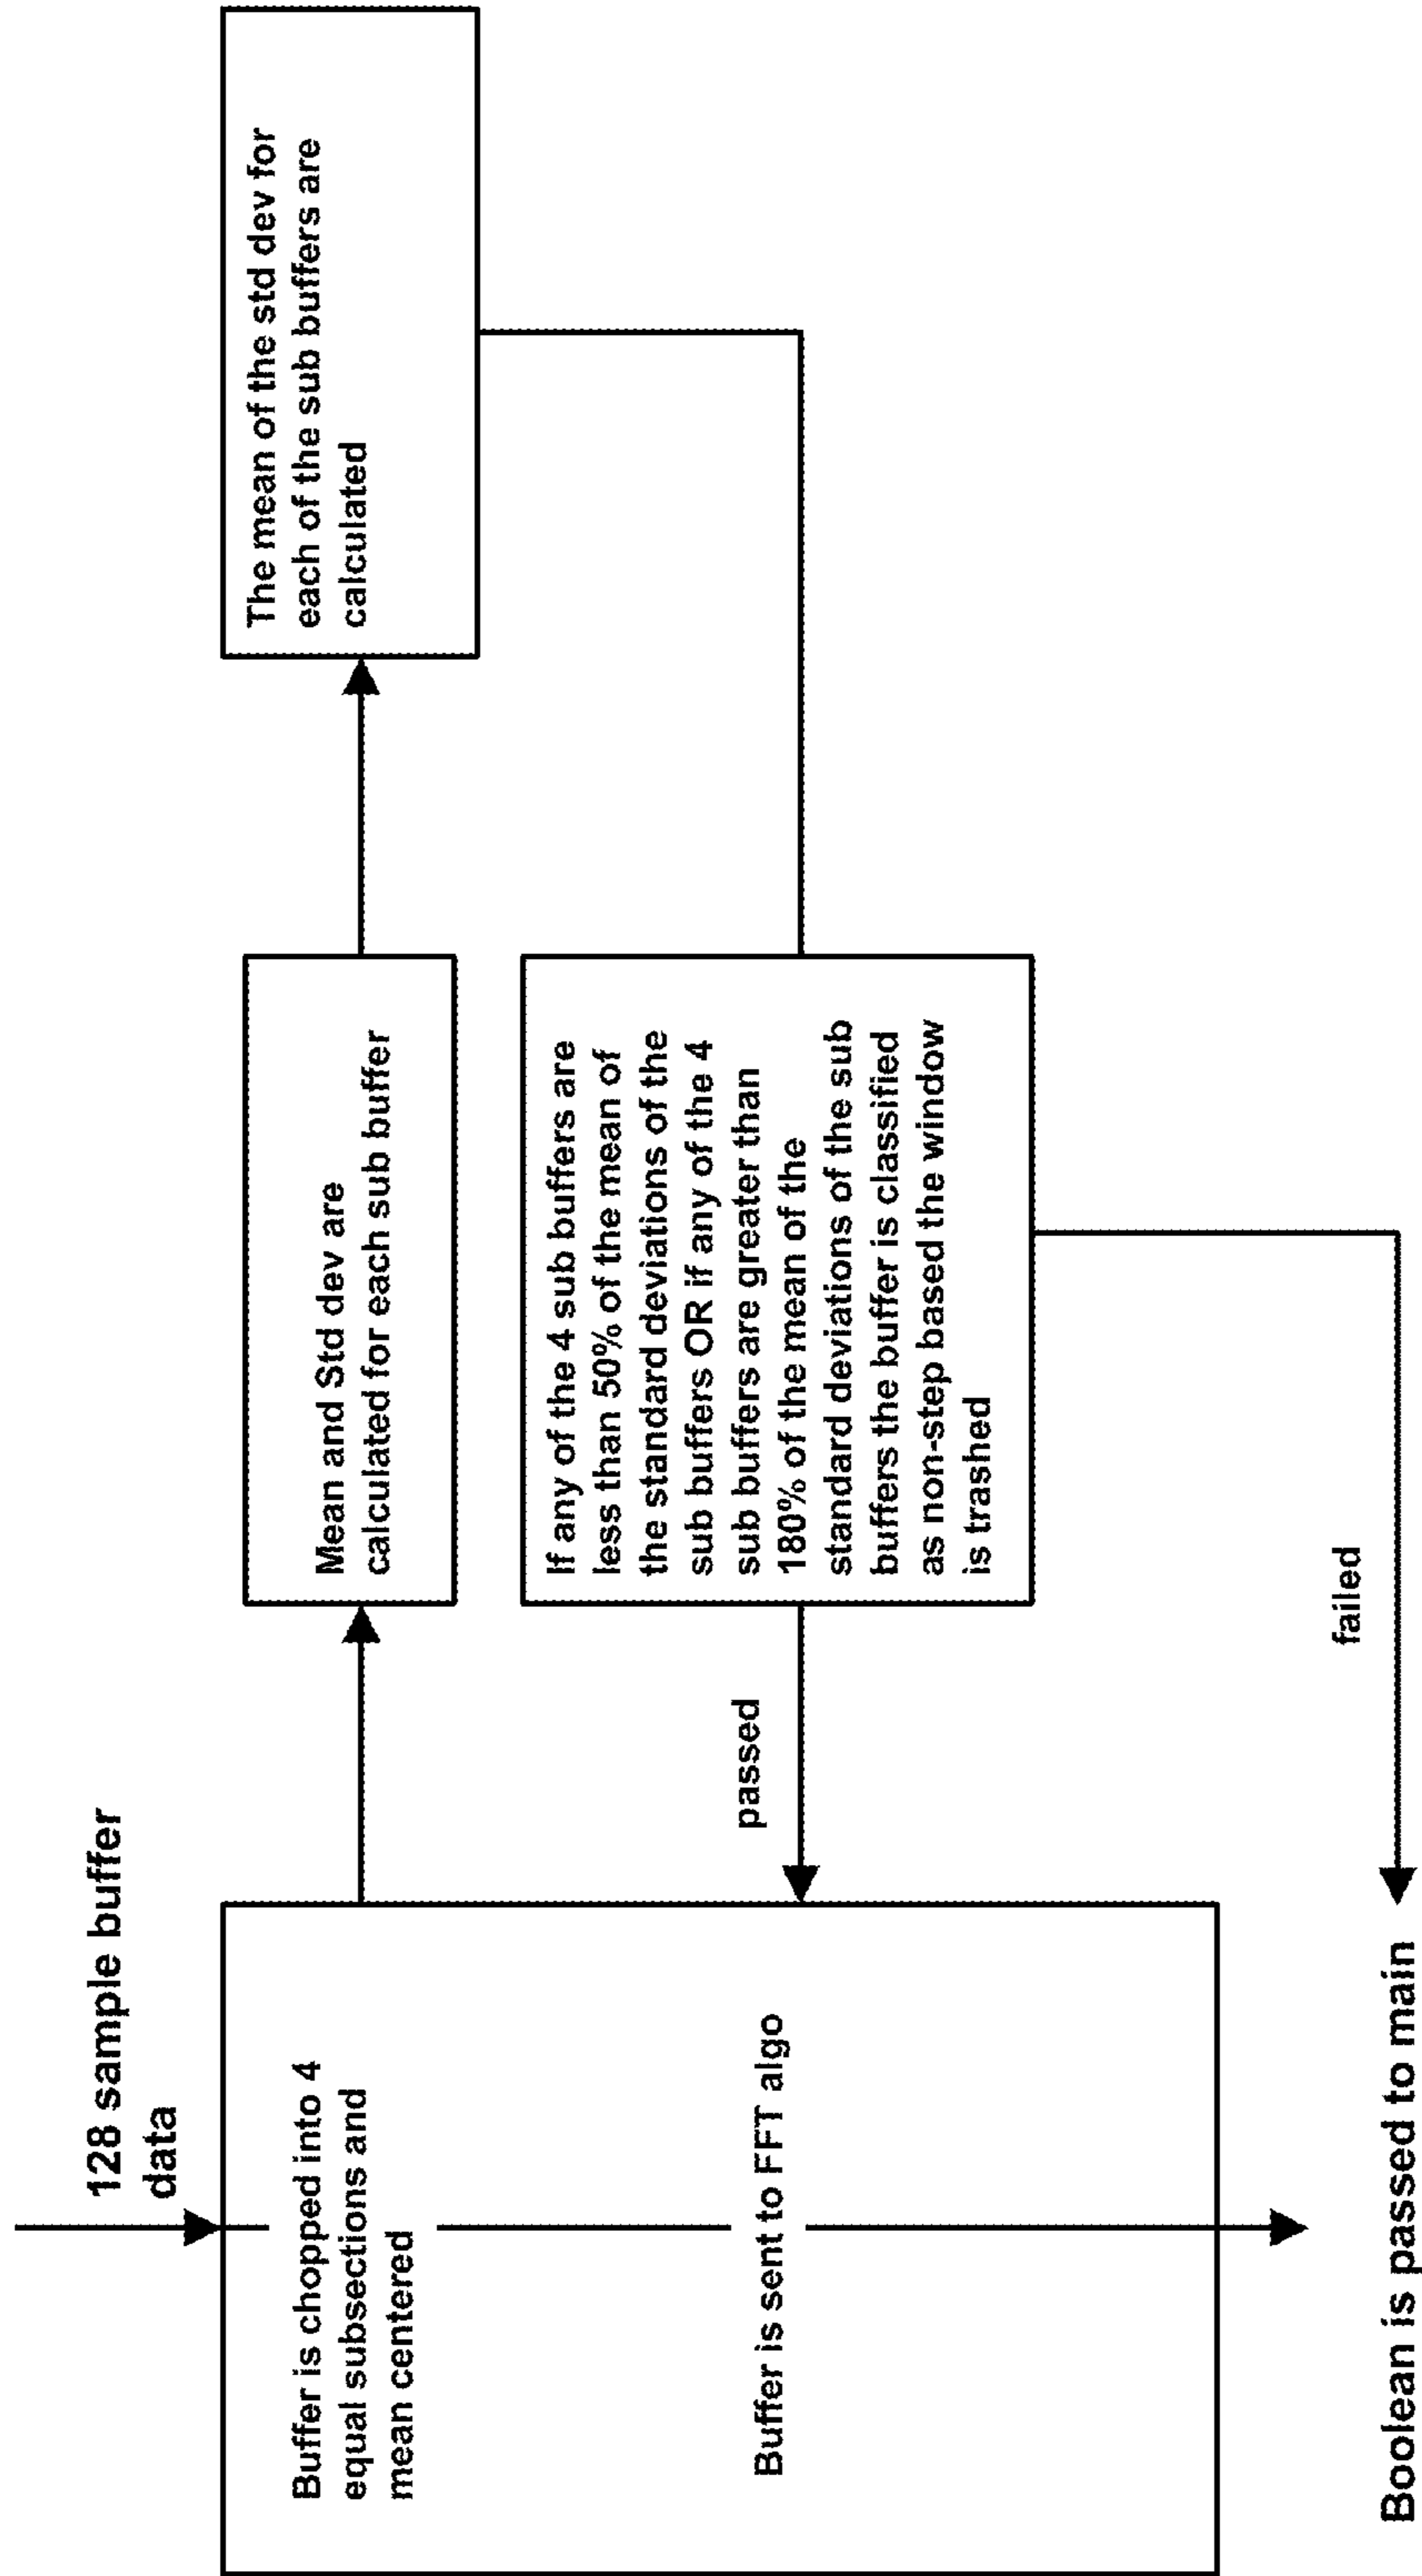 128 sample buffer
data
Buffer is chopped into 4
equal subsections and
mean centered
Mean and Std dev are
calculated for each sub buffer
The mean of the std dev for
each of the sub buffers are
calculated
If any of the 4 sub buffers are
less than 50% of the mean of
the standard deviations of the
sub buffers OR if any of the 4
sub buffers are greater than
180% of the mean of the
standard deviations of the sub
buffers the buffer is classified
as non-step based the window
is trashed
passed
Buffer is sent to FFT algo
failed
Boolean is passed to main